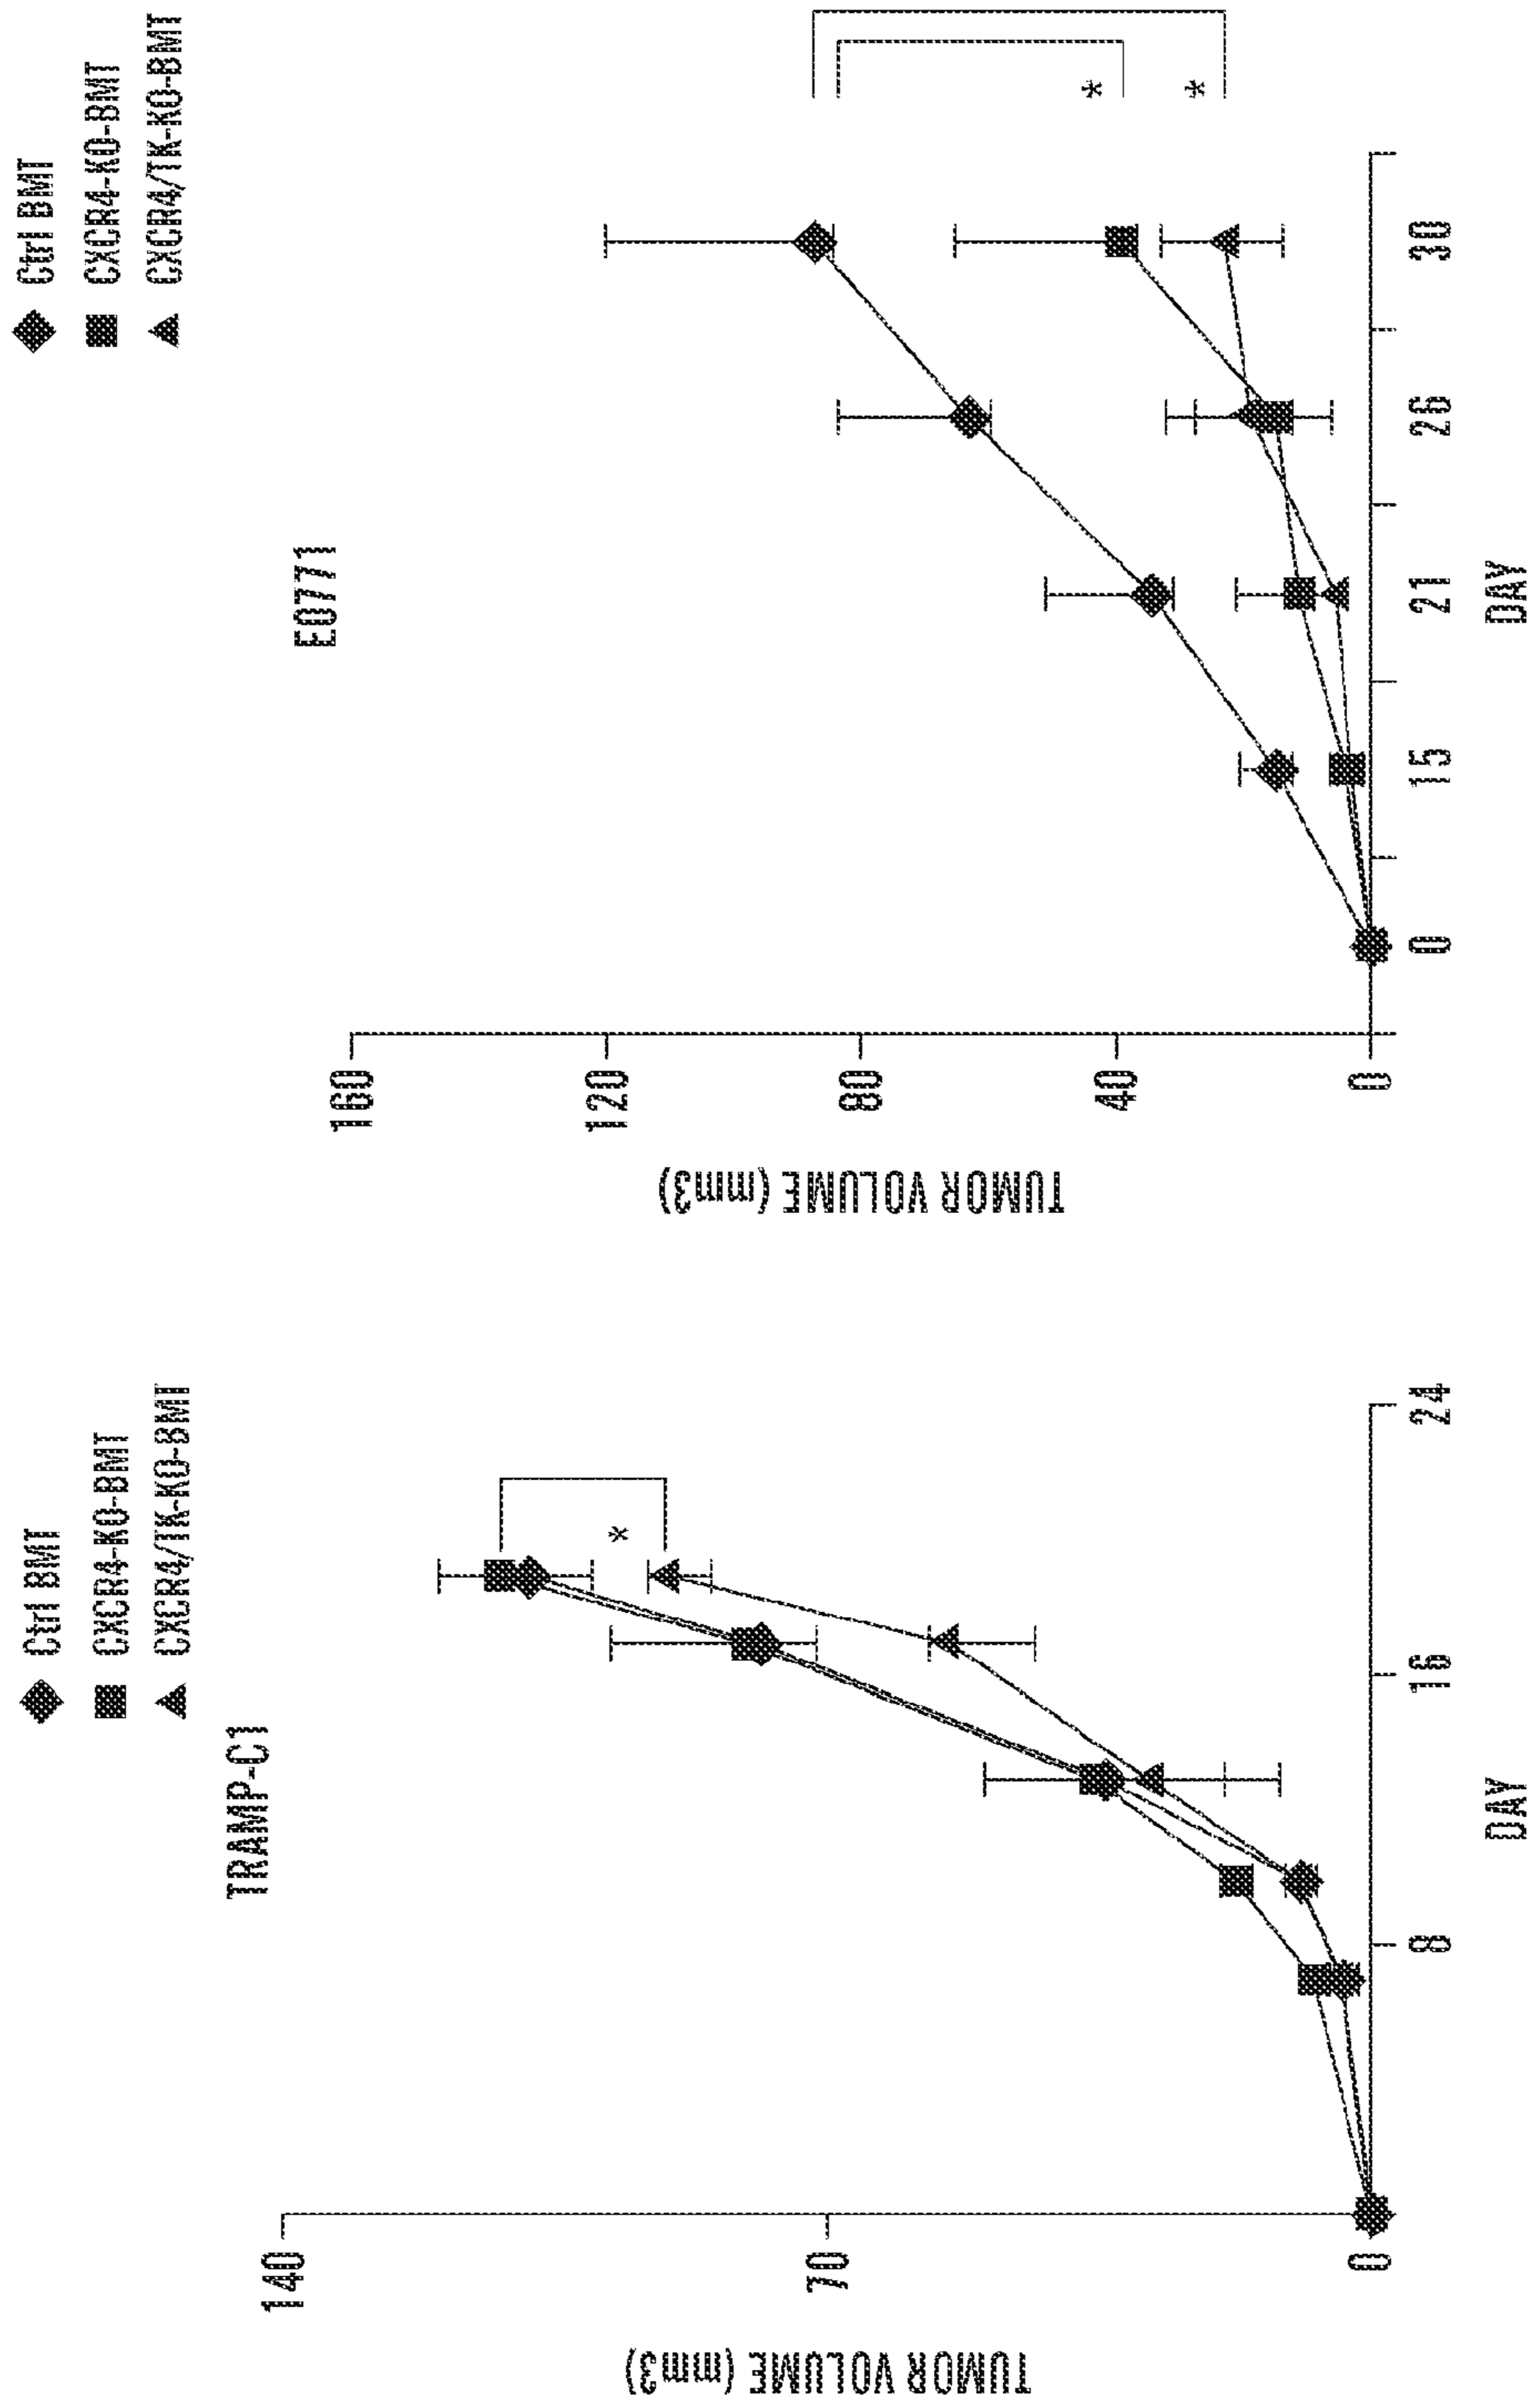 TRAMP-C1
Ctrl BMT
CXCR4-KO-BMT
CXCR4/TK-KO-BMT
TUMOR VOLUME (mm3)
140
70
0
8
16
24
DAY
*
E0771
Ctrl BMT
CXCR4-KO-BMT
CXCR4/TK-KO-BMT
TUMOR VOLUME (mm3)
160
120
80
40
0
0
15
21
26
30
DAY
*
*